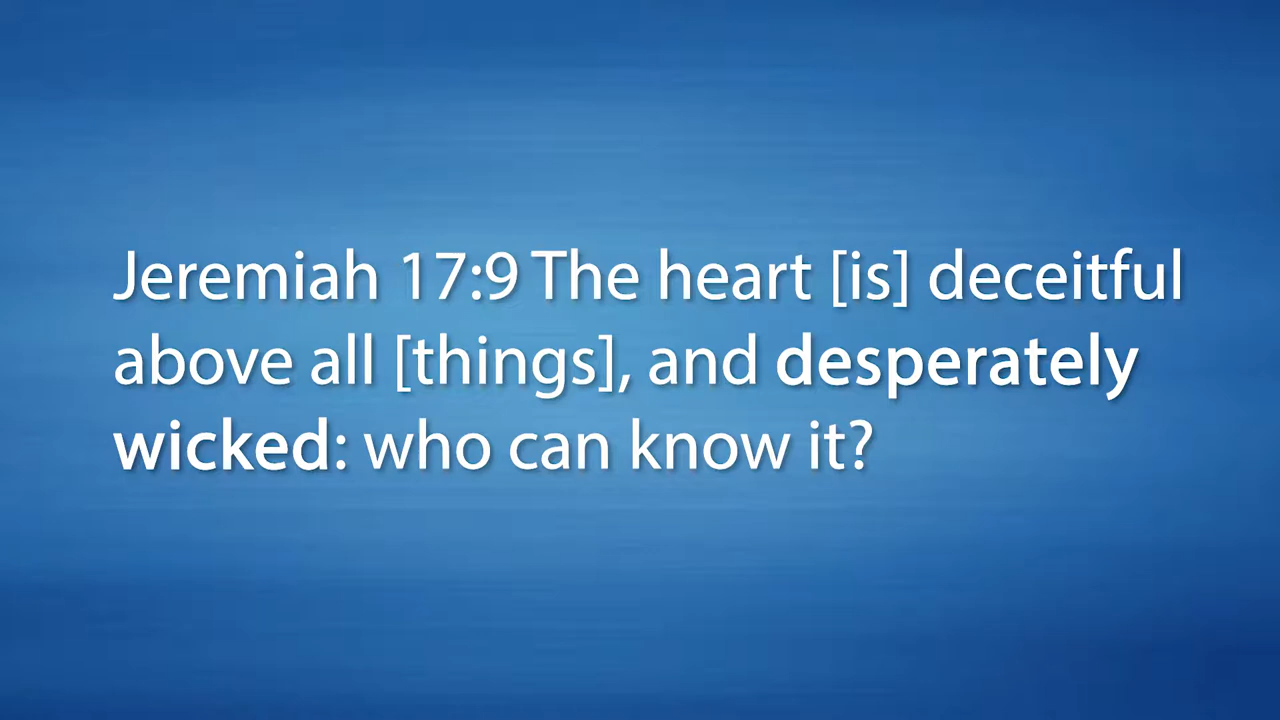 Jeremiah 17:9 The heart [is] deceitful
above all [things], and desperately
wicked: who can know it?